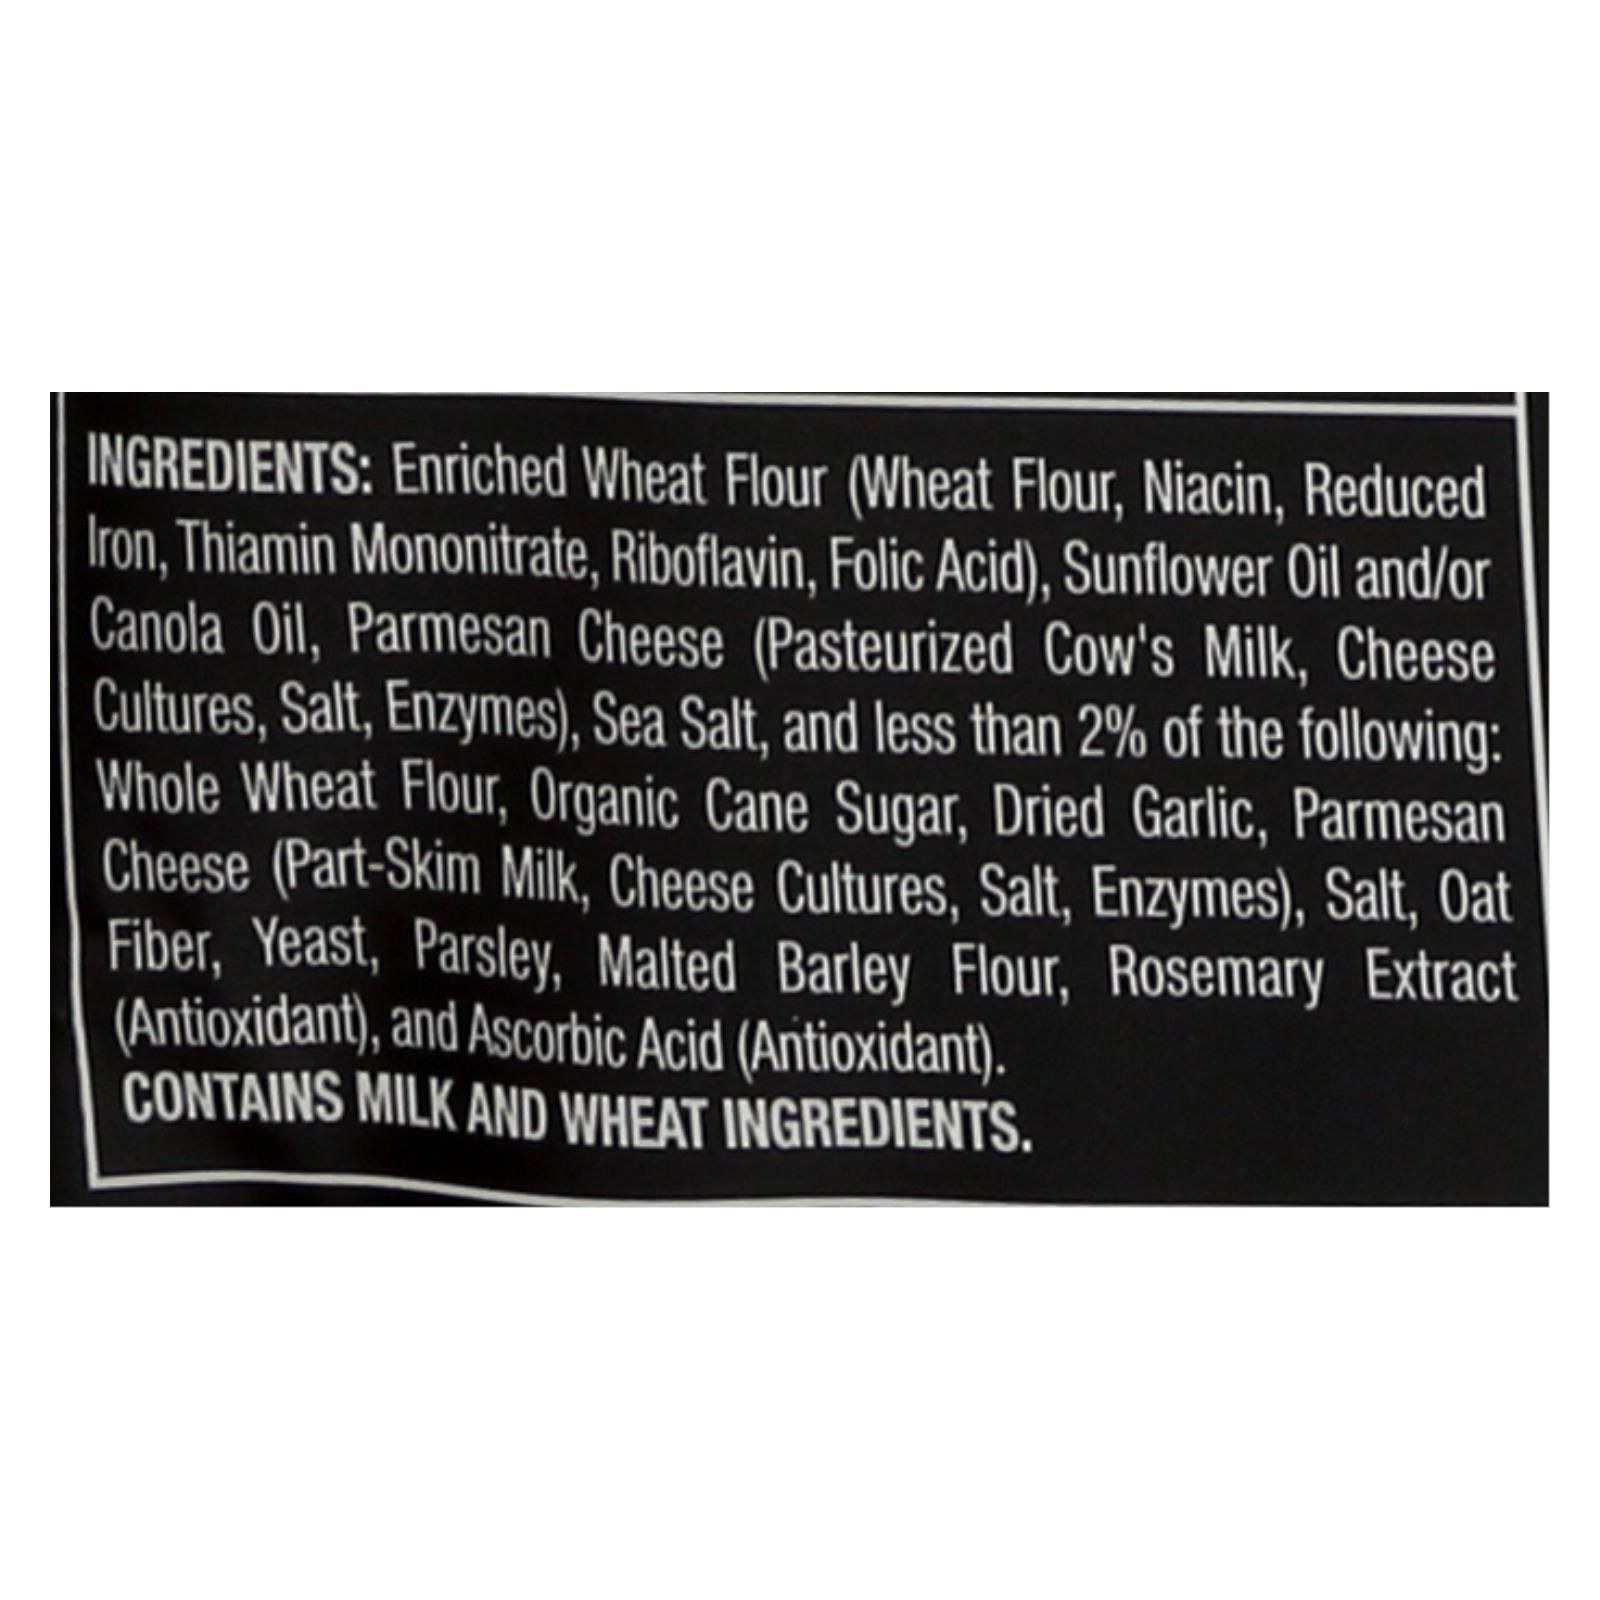 INGREDIENTS: Enriched Wheat Flour (Wheat Flour, Niacin, Reduced
Iron, Thiamin Mononitrate, Riboflavin, Folic Acid), Sunflower Oil and/or
Canola Oil, Parmesan Cheese (Pasteurized Cow's Milk, Cheese
Cultures, Salt, Enzymes), Sea Salt, and less than 2% of the following:
Whole Wheat Flour, Organic Cane Sugar, Dried Garlic, Parmesan
Cheese (Part-Skim Milk, Cheese Cultures, Salt, Enzymes), Salt, Oat
Fiber, Yeast, Parsley, Malted Barley Flour, Rosemary Extract
(Antioxidant), and Ascorbic Acid (Antioxidant).
CONTAINS MILK AND WHEAT INGREDIENTS.